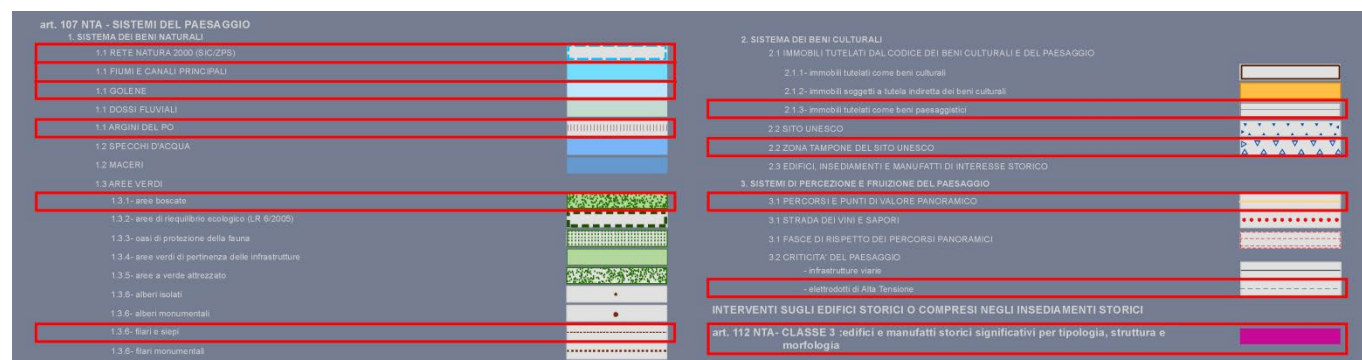 art. 107 NTA - SISTEMI DEL PAESAGGIO
1. SISTEMA DEI BENI NATURALI
1.1 RETE NATURA 2000 (SIC/ZPS)
1.1 FIUMI E CANALI PRINCIPALI
1.1 GOLENE
1.1 DOSSI FLUVIALI
1.1 ARGINI DEL PO
1.2 SPECCHI D'ACQUA
1.2 MACERI
1.3 AREE VERDI
1.3.1- aree boscate
1.3.2- aree di riequilibrio ecologico (LR 6/2005)
1.3.3- oasi di protezione della fauna
1.3.4- aree verdi di pertinenza delle infrastrutture
1.3.5- aree a verde attrezzato
1.3.6- alberi isolati
1.3.6- alberi monumentali
1.3.6- filari e siepi
1.3.6- filari monumentali
2. SISTEMA DEI BENI CULTURALI
2.1 IMMOBILI TUTELATI DAL CODICE DEI BENI CULTURALI E DEL PAESAGGIO
2.1.1- immobili tutelati come beni culturali
2.1.2- immobili soggetti a tutela indiretta dei beni culturali
2.1.3- immobili tutelati come beni paesaggistici
2.2 SITO UNESCO
2.2 ZONA TAMPONE DEL SITO UNESCO
2.3 EDIFICI, INSEDIAMENTI E MANUFATTI DI INTERESSE STORICO
3. SISTEMI DI PERCEZIONE E FRUIZIONE DEL PAESAGGIO
3.1 PERCORSI E PUNTI DI VALORE PANORAMICO
3.1 STRADA DEI VINI E SAPORI
3.1 FASCE DI RISPETTO DEI PERCORSI PANORAMICI
3.2 CRITICITA' DEL PAESAGGIO
- infrastrutture viarie
- elettrodotti di Alta Tensione
INTERVENTI SUGLI EDIFICI STORICI O COMPRESI NEGLI INSEDIAMENTI STORICI
art. 112 NTA- CLASSE 3 :edifici e manufatti storici significativi per tipologia, struttura e
morfologia